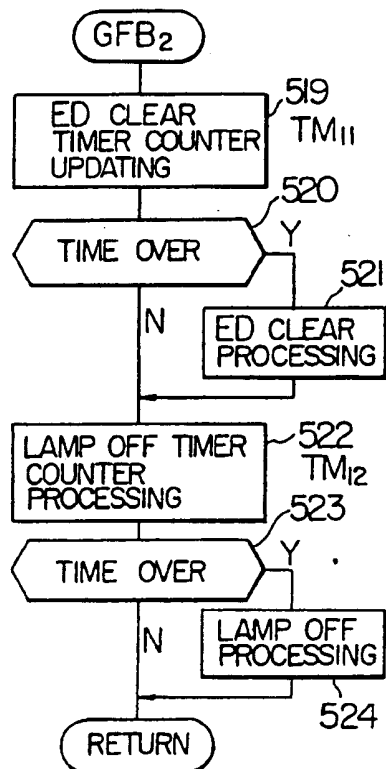 GFB₂
519
ED CLEAR
TIMER COUNTER
UPDATING
TM₁₁
520
TIME OVER
Y
521
N
ED CLEAR
PROCESSING
522
LAMP OFF TIMER
COUNTER
PROCESSING
TM₁₂
523
TIME OVER
Y
N
LAMP OFF
PROCESSING
524
RETURN